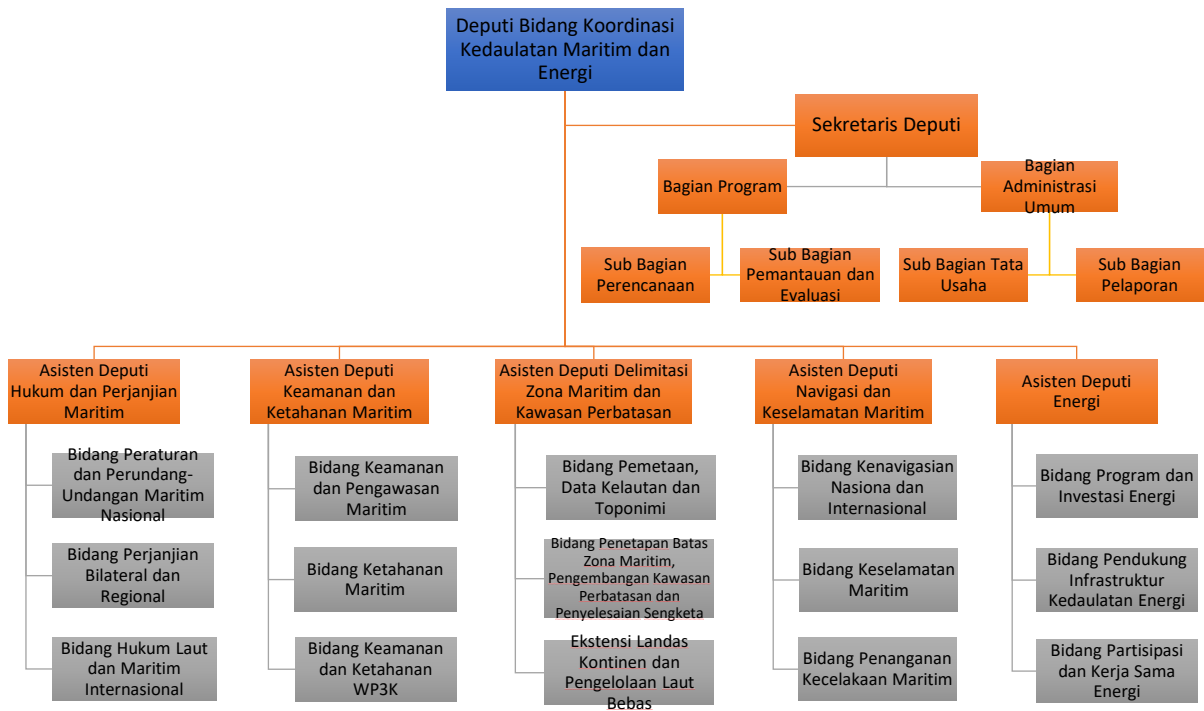 Deputi Bidang Koordinasi
Kedaulatan Maritim dan
Energi
Sekretaris Deputi
Bagian Program
Bagian
Administrasi
Umum
Sub Bagian
Perencanaan
Sub Bagian
Pemantauan dan
Evaluasi
Sub Bagian Tata
Usaha
Sub Bagian
Pelaporan
Asisten Deputi
Hukum dan Perjanjian
Maritim
Asisten Deputi
Keamanan dan
Ketahanan Maritim
Asisten Deputi Delimitasi
Zona Maritim dan
Kawasan Perbatasan
Asisten Deputi
Navigasi dan
Keselamatan Maritim
Asisten Deputi
Energi
Bidang Peraturan
dan Perundang-
Undangan Maritim
Nasional
Bidang Keamanan
dan Pengawasan
Maritim
Bidang Pemetaan,
Data Kelautan dan
Toponimi
Bidang Kenavigasian
Nasiona dan
Internasional
Bidang Program dan
Investasi Energi
Bidang Perjanjian
Bilateral dan
Regional
Bidang Ketahanan
Maritim
Bidang Penetapan Batas
Zona Maritim,
Pengembangan Kawasan
Perbatasan dan
Penyelesaian Sengketa
Bidang Keselamatan
Maritim
Bidang Pendukung
Infrastruktur
Kedaulatan Energi
Bidang Hukum Laut
dan Maritim
Internasional
Bidang Keamanan
dan Ketahanan
WP3K
Ekstensi Landas
Kontinen dan
Pengelolaan Laut
Bebas
Bidang Penanganan
Kecelakaan Maritim
Bidang Partisipasi
dan Kerja Sama
Energi